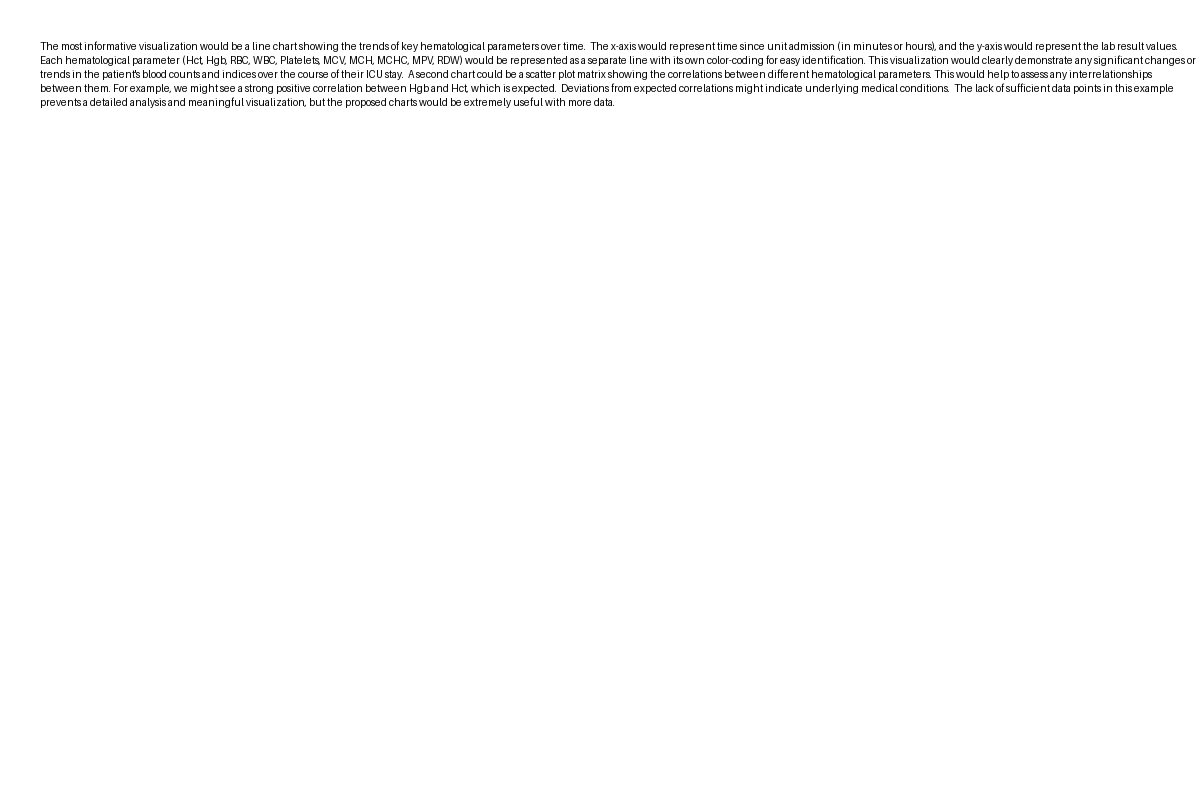 The most informative visualization would be a line chart showing the trends of key hematological parameters over time.  The x-axis would represent time since unit admission (in minutes or hours), and the y-axis would represent the lab result values.
Each hematological parameter (Hct, Hgb, RBC, WBC, Platelets, MCV, MCH, MCHC, MPV, RDW) would be represented as a separate line with its own color-coding for easy identification. This visualization would clearly demonstrate any significant changes or
trends in the patient's blood counts and indices over the course of their ICU stay.  A second chart could be a scatter plot matrix showing the correlations between different hematological parameters. This would help to assess any interrelationships
between them. For example, we might see a strong positive correlation between Hgb and Hct, which is expected.  Deviations from expected correlations might indicate underlying medical conditions.  The lack of sufficient data points in this example
prevents a detailed analysis and meaningful visualization, but the proposed charts would be extremely useful with more data.